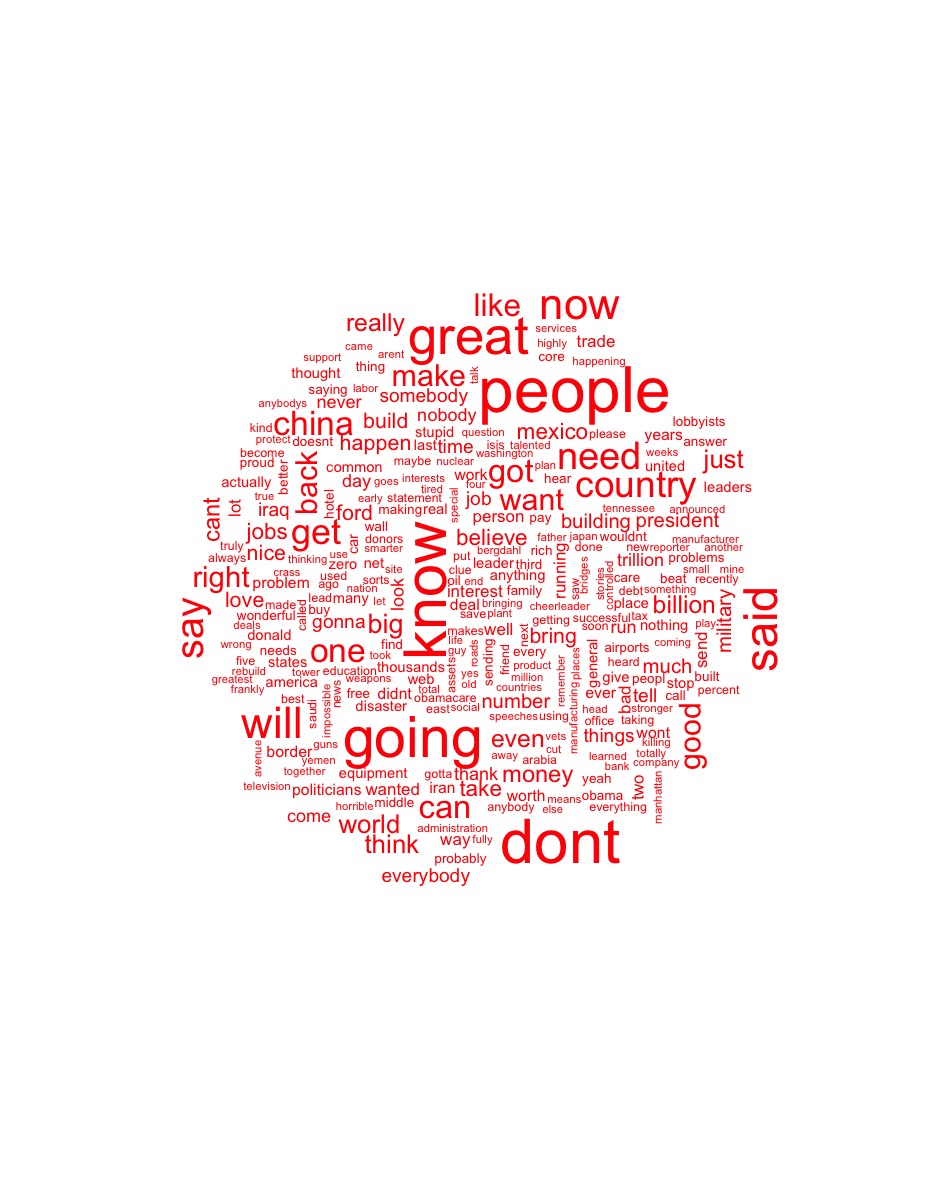 like now
really great services
came arent highly trade
support core happening
thought thing make talk people
saying labor somebody
anybodys never nobody
kind china build lobbyists
stupid question mexico please years answer
protect doesnt happen last time isis talented
become washington need weeks
proud better back common maybe nuclear got plan united just
actually day goes interests work hear country leaders
true hotel early statement tired four
cant lot iraq ford making real special job want tennessee announced
person pay building president
jobs get wall believe father japan wouldnt manufacturer
truly donors know done new reporter another
always nice thinking use car smarter bergdahl rich
zero net site put leader third running trillion problems
right crass used sorts clue anything saw bridges stories controlled care small mine
problem ago nation look oil end beat recently
love made lead many let interest family debt something
say wonderful called buy deal bringing cheerleader place billion military said
deals gonna big save plant getting successful tax
donald makes well next soon run nothing play
wrong needs one find life bring airports coming send
took guy roads sending friend every general heard much
five states tower education thousands assets yes product remember places give peopl stop built
rebuild weapons web old million countries ever bad percent
greatest america total tell call
frankly best saudi impossible news free didnt obamacare number manufacturing stronger
disaster east social head good
will speeches using office taking
going even vets things wont
border guns cut killing
avenue yemen away arabia learned totally
together equipment gotta thank money bank company
television politicians wanted iran take yeah two manhattan
horrible middle can worth means obama
come anybody else everything
world administration dont
think way fully
probably
everybody